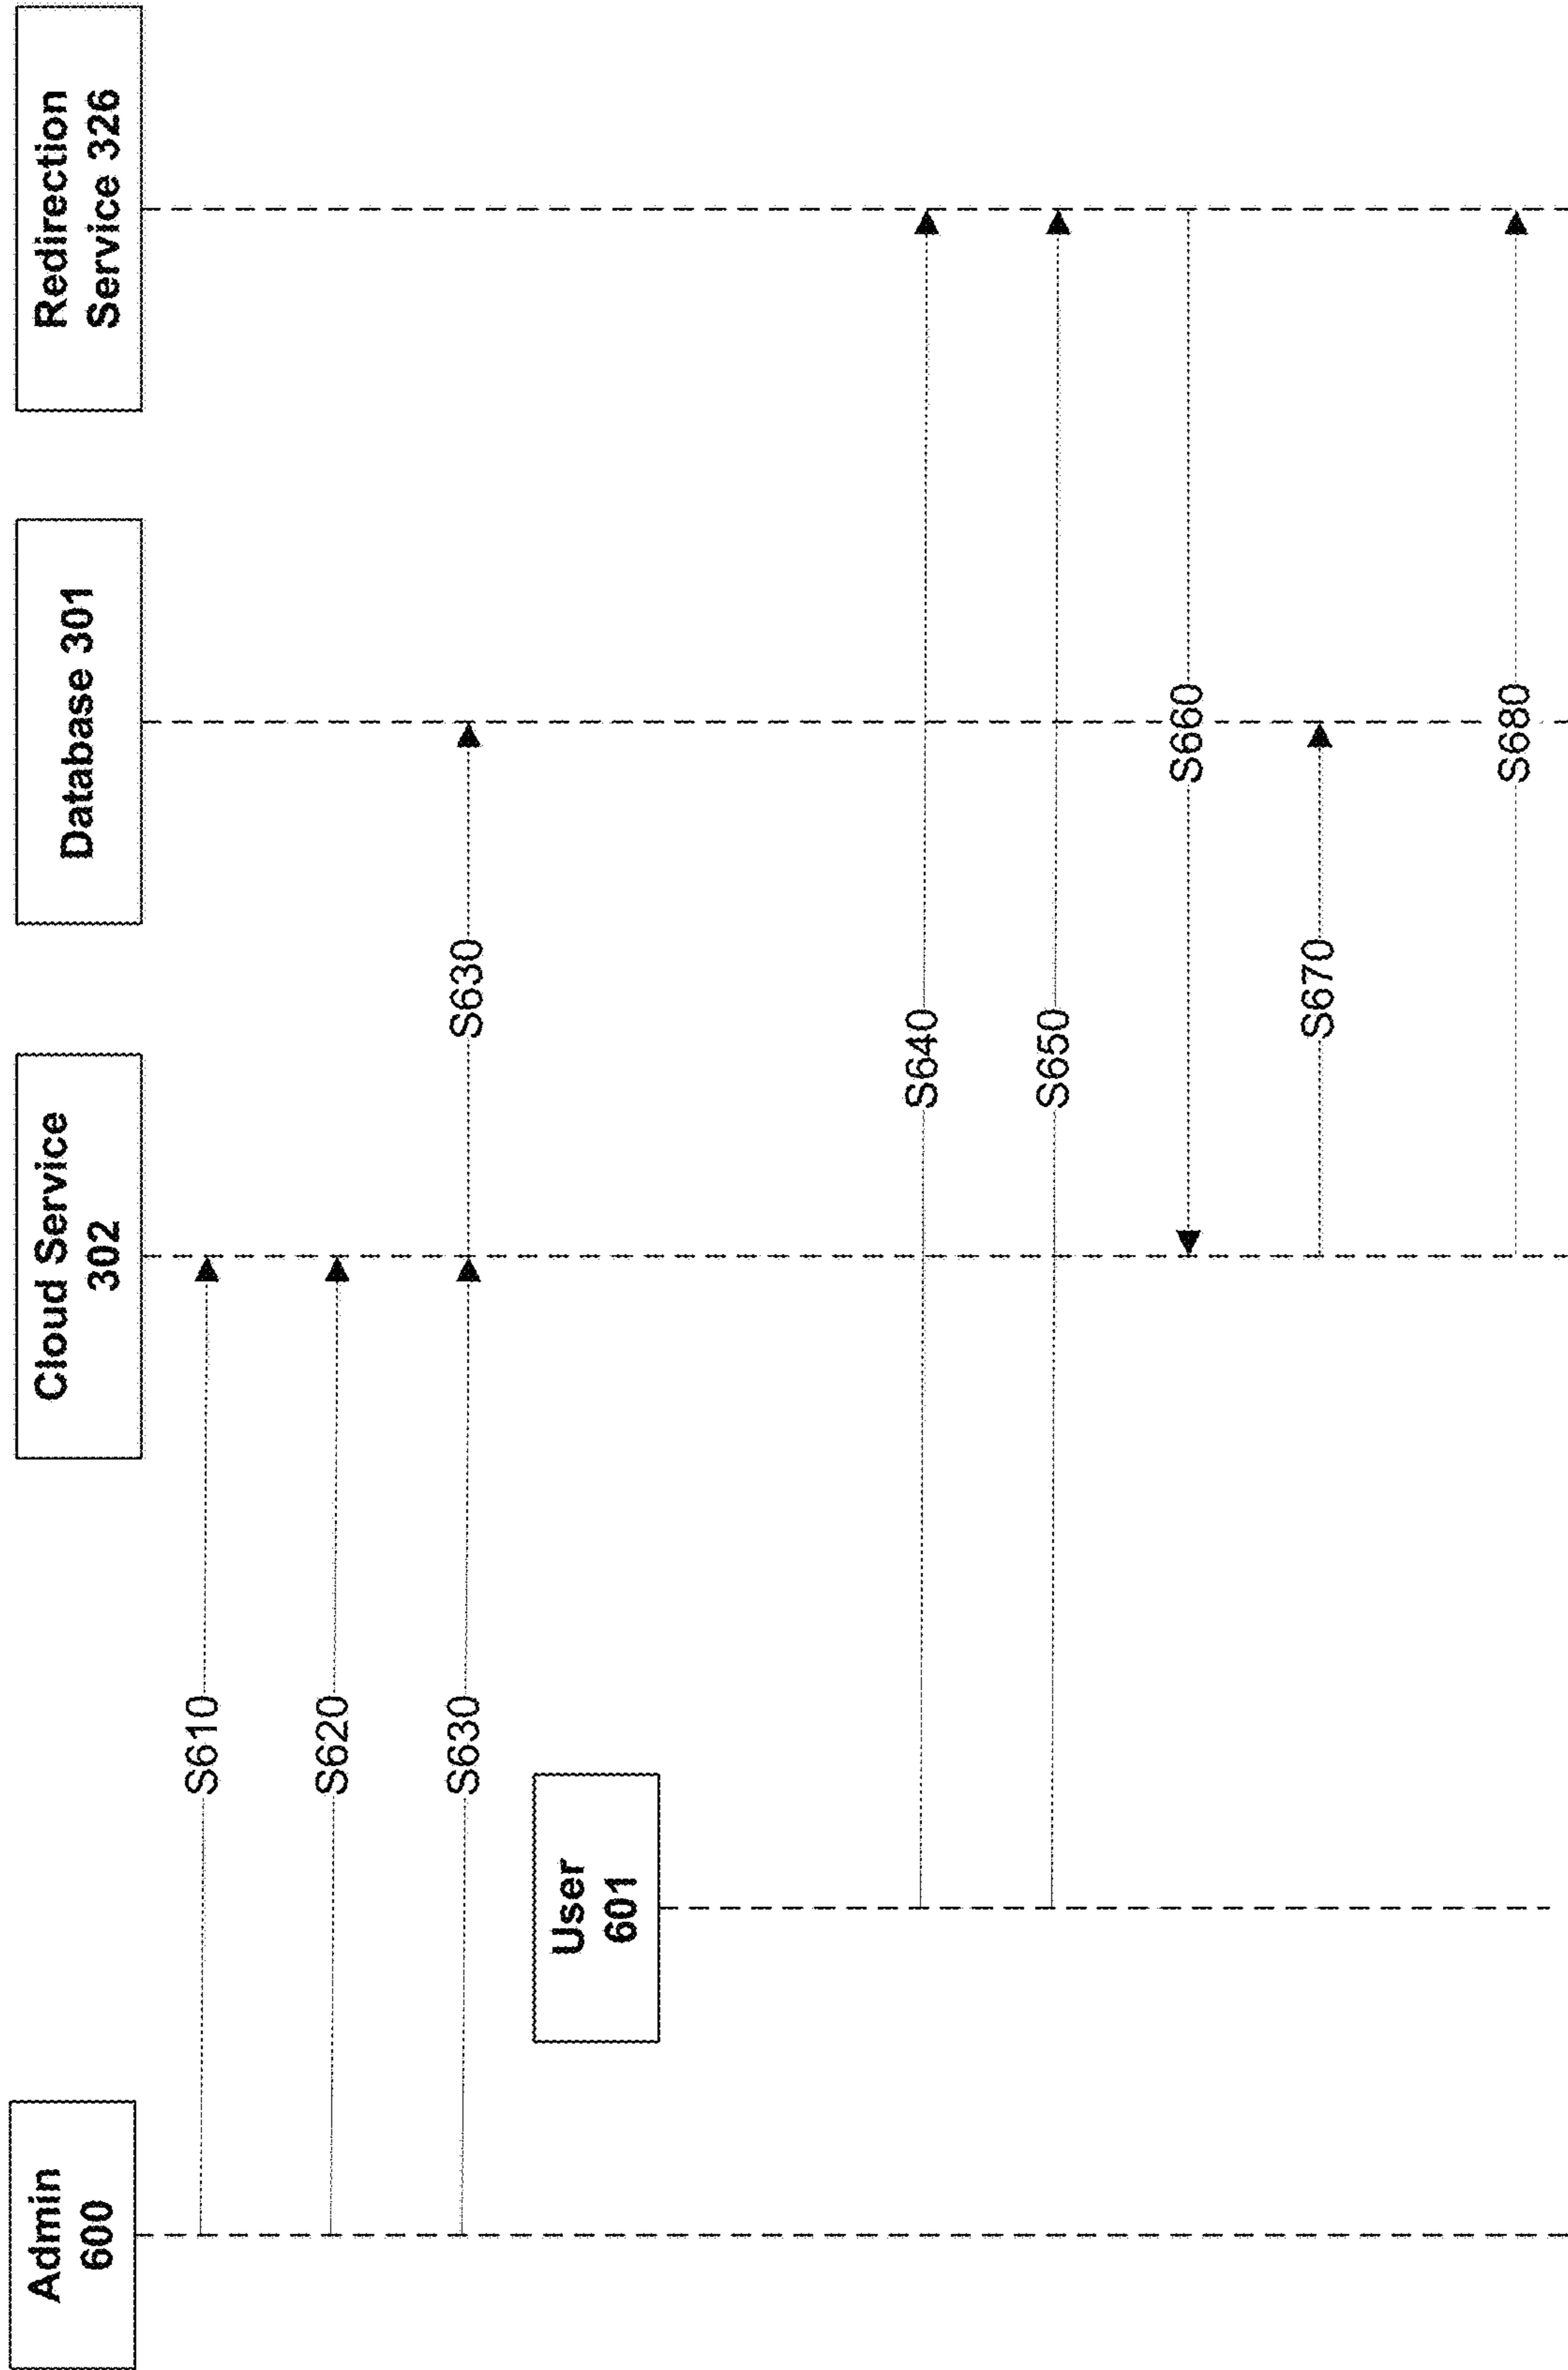 Admin
600
User
601
Cloud Service
302
Database 301
Redirection
Service 326
S610
S620
S630
S630
S640
S650
S660
S670
S680